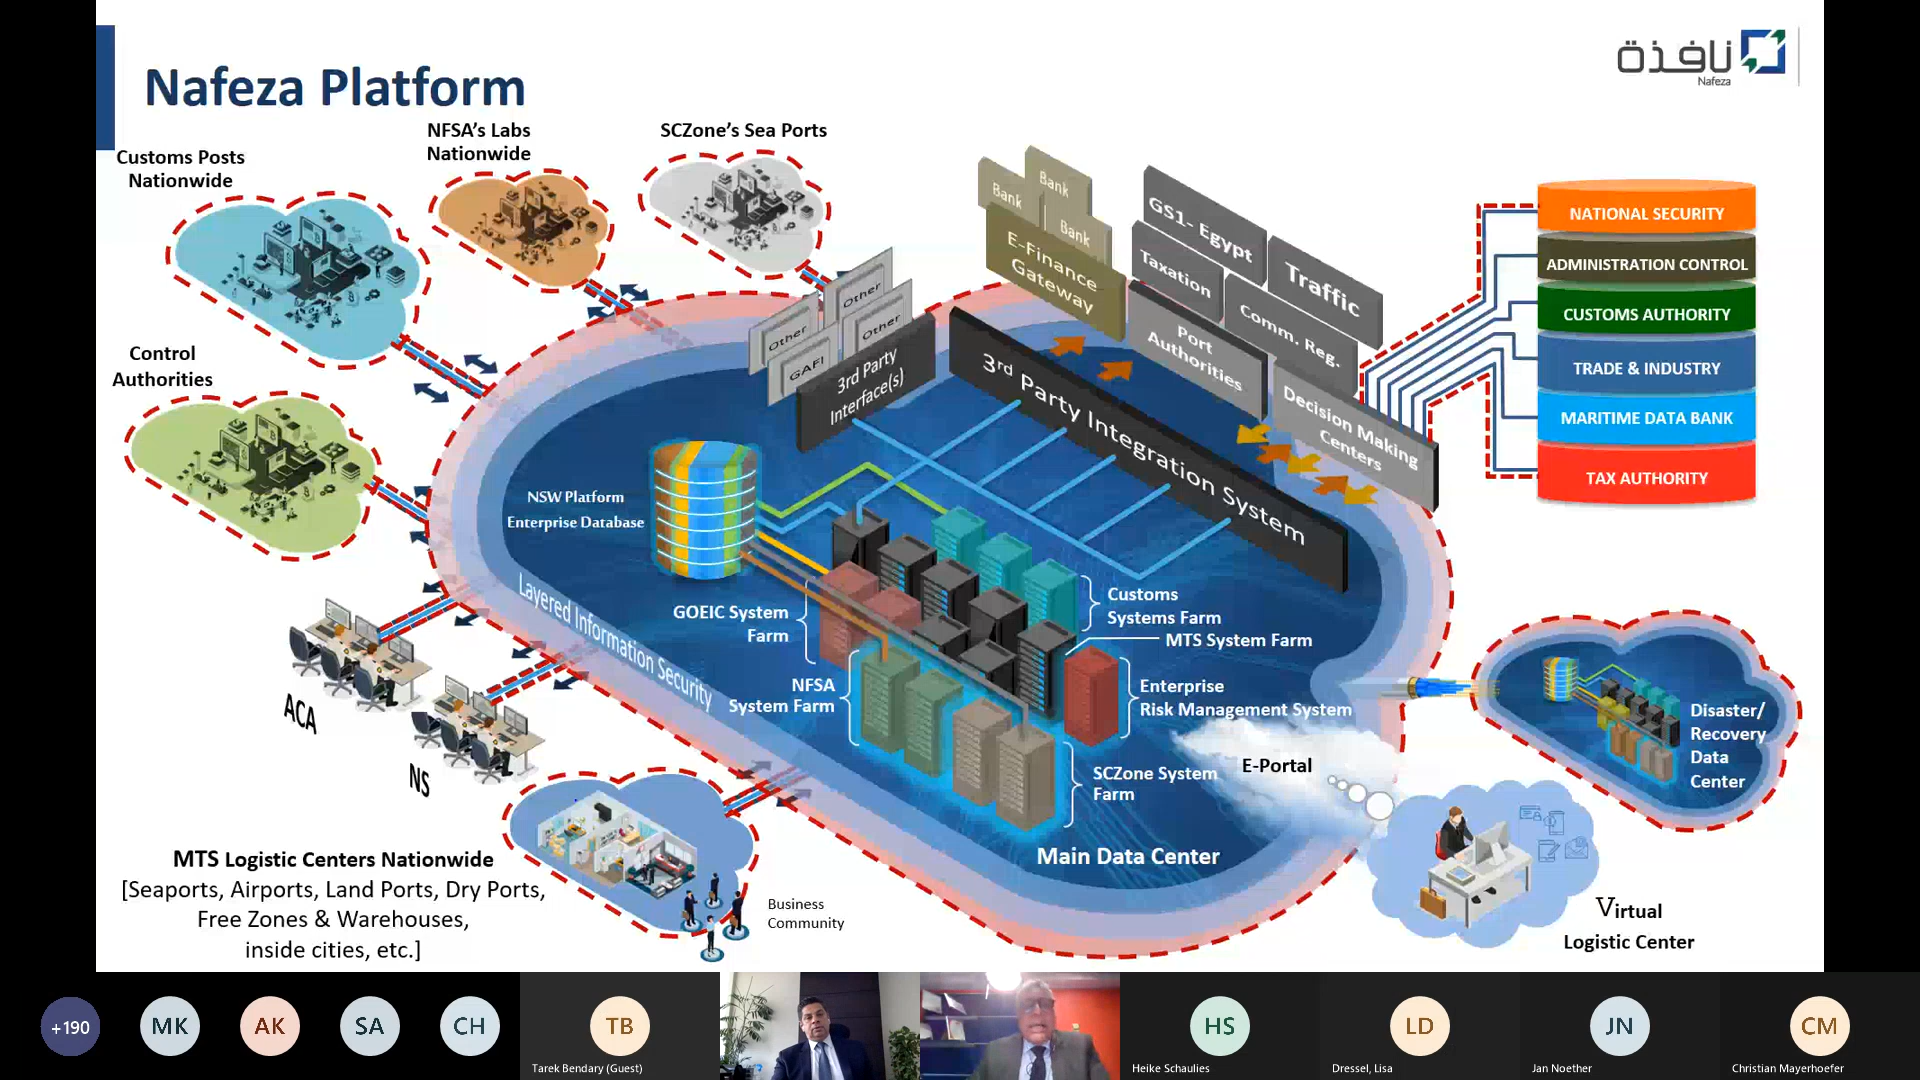 Nafeza Platform
نافذة
Nafeza
Customs Posts
Nationwide
NFSA's Labs
Nationwide
SCZone's Sea Ports
Control
Authorities
Bank
Bank
Bank
E-Finance
Gateway
GS1- Egypt
Taxation
Traffic
Comm. Reg.
Port
Authorities
Decision Making
Centers
Other
Other
Other
GAFI
3rd Party
Interface(s)
3rd Party Integration System
NATIONAL SECURITY
ADMINISTRATION CONTROL
CUSTOMS AUTHORITY
TRADE & INDUSTRY
MARITIME DATA BANK
TAX AUTHORITY
NSW Platform
Enterprise Database
Layered Information Security
GOEIC System
Farm
NFSA
System Farm
Customs
Systems Farm
MTS System Farm
Enterprise
Risk Management System
SCZone System
Farm
E-Portal
Main Data Center
Disaster/
Recovery
Data
Center
ACA
NS
MTS Logistic Centers Nationwide
[Seaports, Airports, Land Ports, Dry Ports,
Free Zones & Warehouses,
inside cities, etc.]
Business
Community
Virtual
Logistic Center
+190
MK
AK
SA
CH
TB
Tarek Bendary (Guest)
HS
Heike Schaulies
LD
Dressel, Lisa
JN
Jan Noether
CM
Christian Mayerhoefer